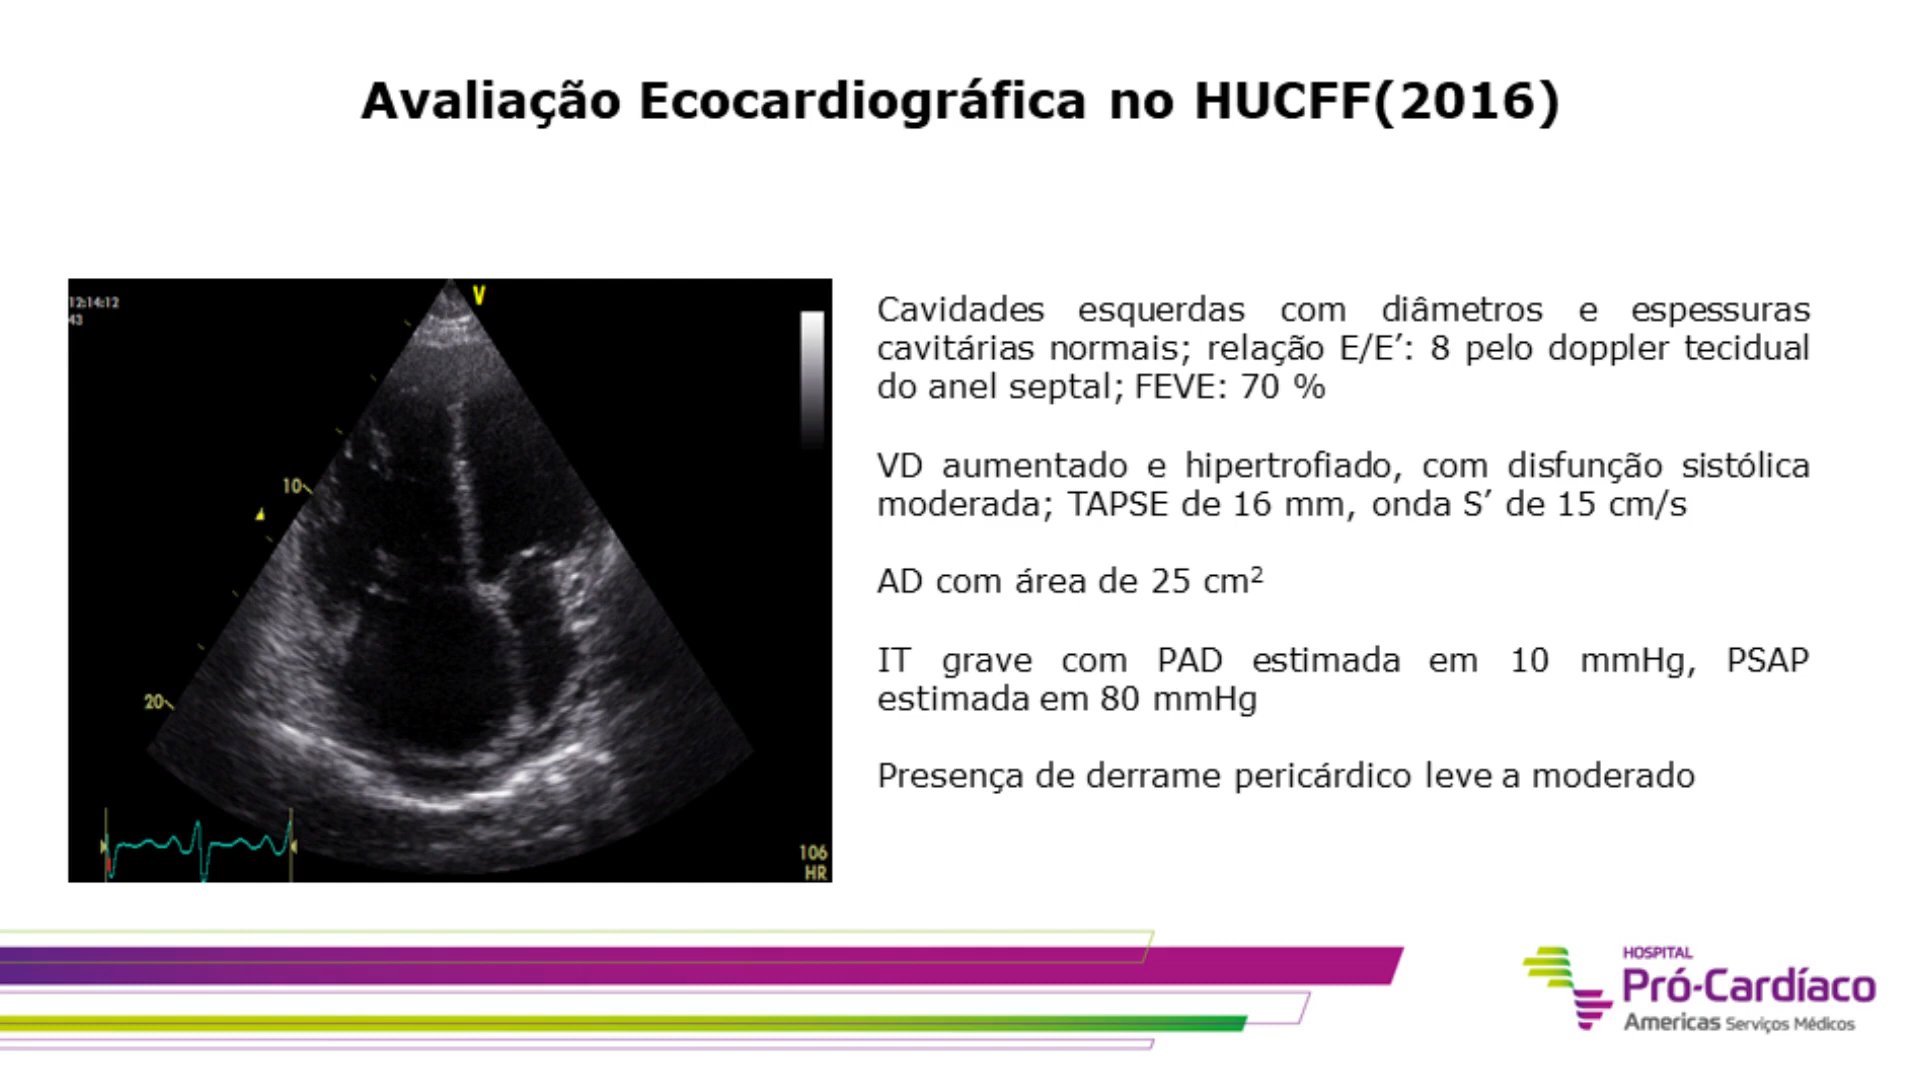 Avaliação Ecocardiográfica no HUCFF(2016)
12:14:12
43
V
10
20
106
HR
Cavidades esquerdas com diâmetros e espessuras
cavitárias normais; relação E/E’: 8 pelo doppler tecidual
do anel septal; FEVE: 70 %
VD aumentado e hipertrofiado, com disfunção sistólica
moderada; TAPSE de 16 mm, onda S’ de 15 cm/s
AD com área de 25 cm²
IT grave com PAD estimada em 10 mmHg, PSAP
estimada em 80 mmHg
Presença de derrame pericárdico leve a moderado
HOSPITAL
Pró-Cardíaco
Americas Serviços Médicos